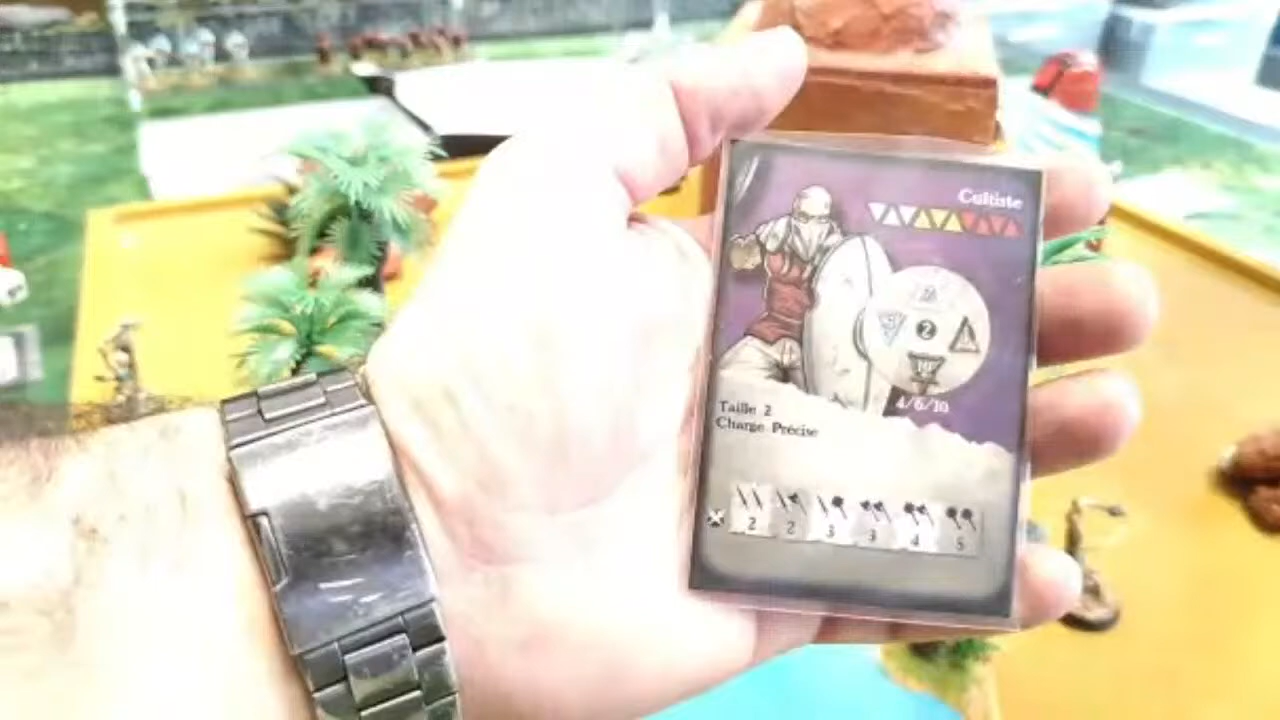 Cultiste
2
4/6/10
Taille 2
Charge Précise
2 2 3 3 4 5